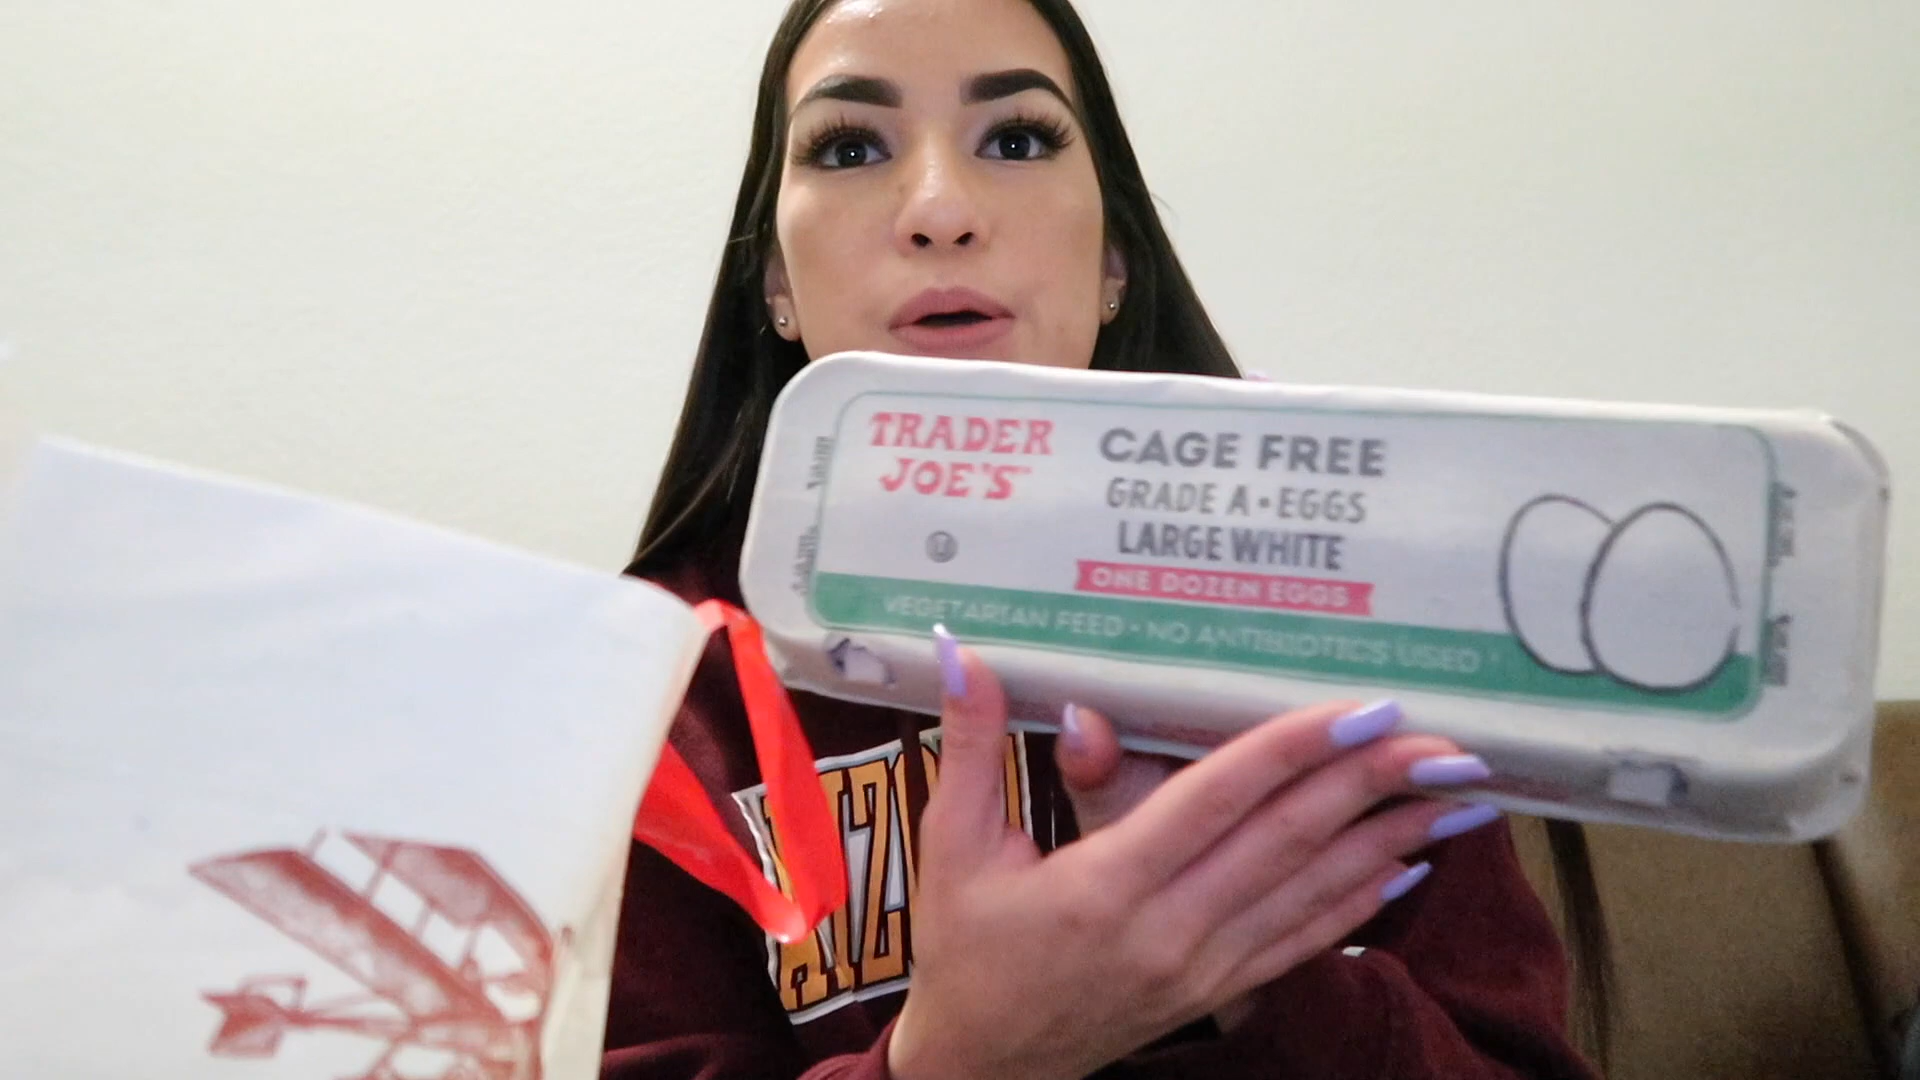 TRADER
JOE'S
CAGE FREE
GRADE A • EGGS
LARGE WHITE
ONE DOZEN EGGS
VEGETARIAN FEED • NO ANTIBIOTICS USED
U